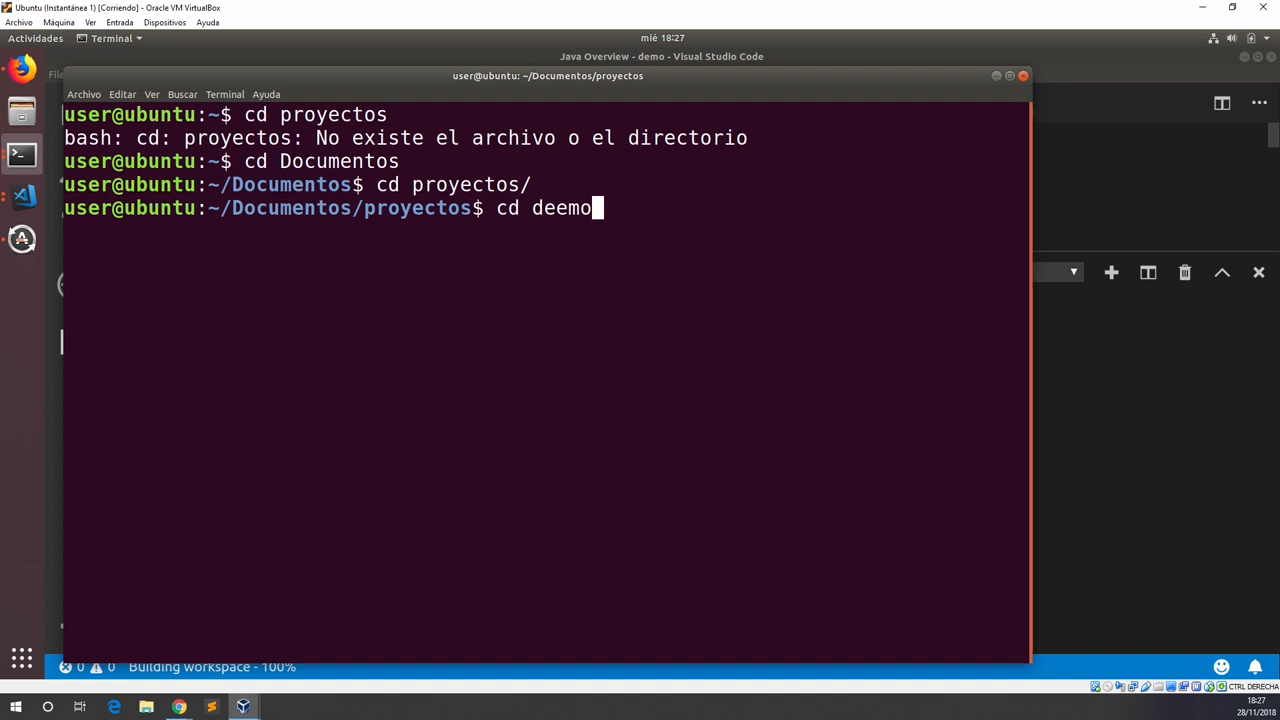 Ubuntu (Instantánea 1) [Corriendo] - Oracle VM VirtualBox
Archivo Máquina Ver Entrada Dispositivos Ayuda
Actividades Terminal mié 18:27
Java Overview - demo - Visual Studio Code
File
user@ubuntu: ~/Documentos/proyectos
Archivo Editar Ver Buscar Terminal Ayuda
user@ubuntu:~$ cd proyectos
bash: cd: proyectos: No existe el archivo o el directorio
user@ubuntu:~$ cd Documentos
user@ubuntu:~/Documentos$ cd proyectos/
user@ubuntu:~/Documentos/proyectos$ cd deemo
0 0 Building workspace - 100%
CTRL DERECHA
18:27
28/11/2018